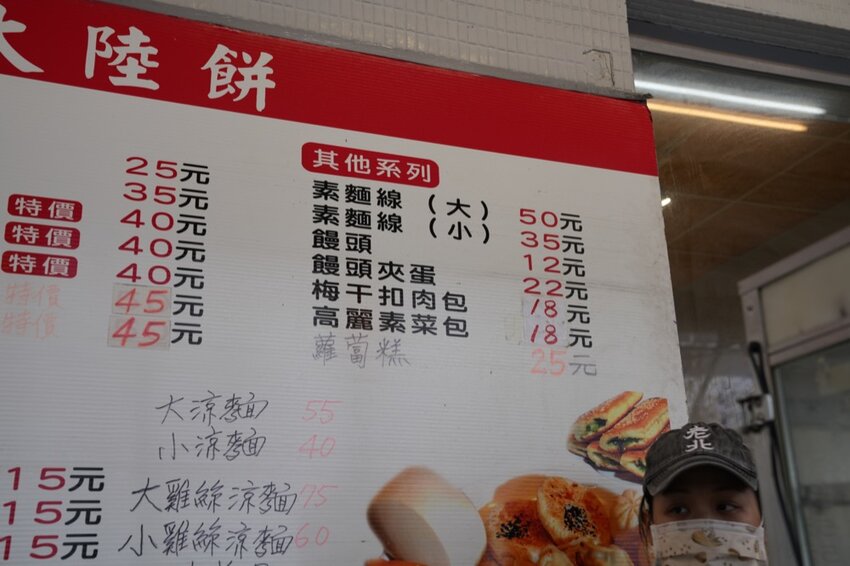 大陸餅
25元
35元
特價 40元
特價 40元
特價 40元
特價 45元
特價 45元
其他系列
素麵線（大） 50元
素麵線（小） 35元
饅頭 12元
饅頭夾蛋 22元
梅干扣肉包 18元
高麗素菜包 18元
蘿蔔糕 25元
大涼麵 55
小涼麵 40
大雞絲涼麵 75
小雞絲涼麵 60
15元
15元
15元
老北